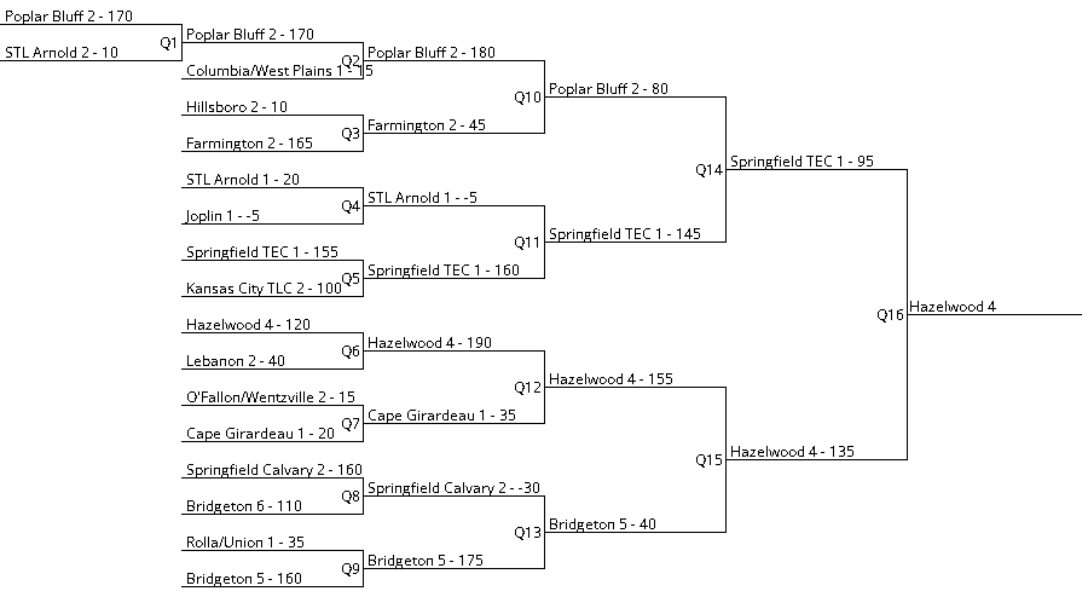 Poplar Bluff 2 - 170
STL Arnold 2 - 10
Q1
Poplar Bluff 2 - 170
Columbia/West Plains 1 - 15
Q2
Hillsboro 2 - 10
Farmington 2 - 165
Q3
STL Arnold 1 - 20
Joplin 1 - -5
Q4
Springfield TEC 1 - 155
Kansas City TLC 2 - 100
Q5
Hazelwood 4 - 120
Lebanon 2 - 40
Q6
O'Fallon/Wentzville 2 - 15
Cape Girardeau 1 - 20
Q7
Springfield Calvary 2 - 160
Bridgeton 6 - 110
Q8
Rolla/Union 1 - 35
Bridgeton 5 - 160
Q9
Poplar Bluff 2 - 180
Farmington 2 - 45
Q10
STL Arnold 1 - -5
Springfield TEC 1 - 160
Q11
Hazelwood 4 - 190
Cape Girardeau 1 - 35
Q12
Springfield Calvary 2 - -30
Bridgeton 5 - 175
Q13
Poplar Bluff 2 - 80
Springfield TEC 1 - 145
Q14
Hazelwood 4 - 155
Bridgeton 5 - 40
Q15
Springfield TEC 1 - 95
Hazelwood 4 - 135
Q16
Hazelwood 4